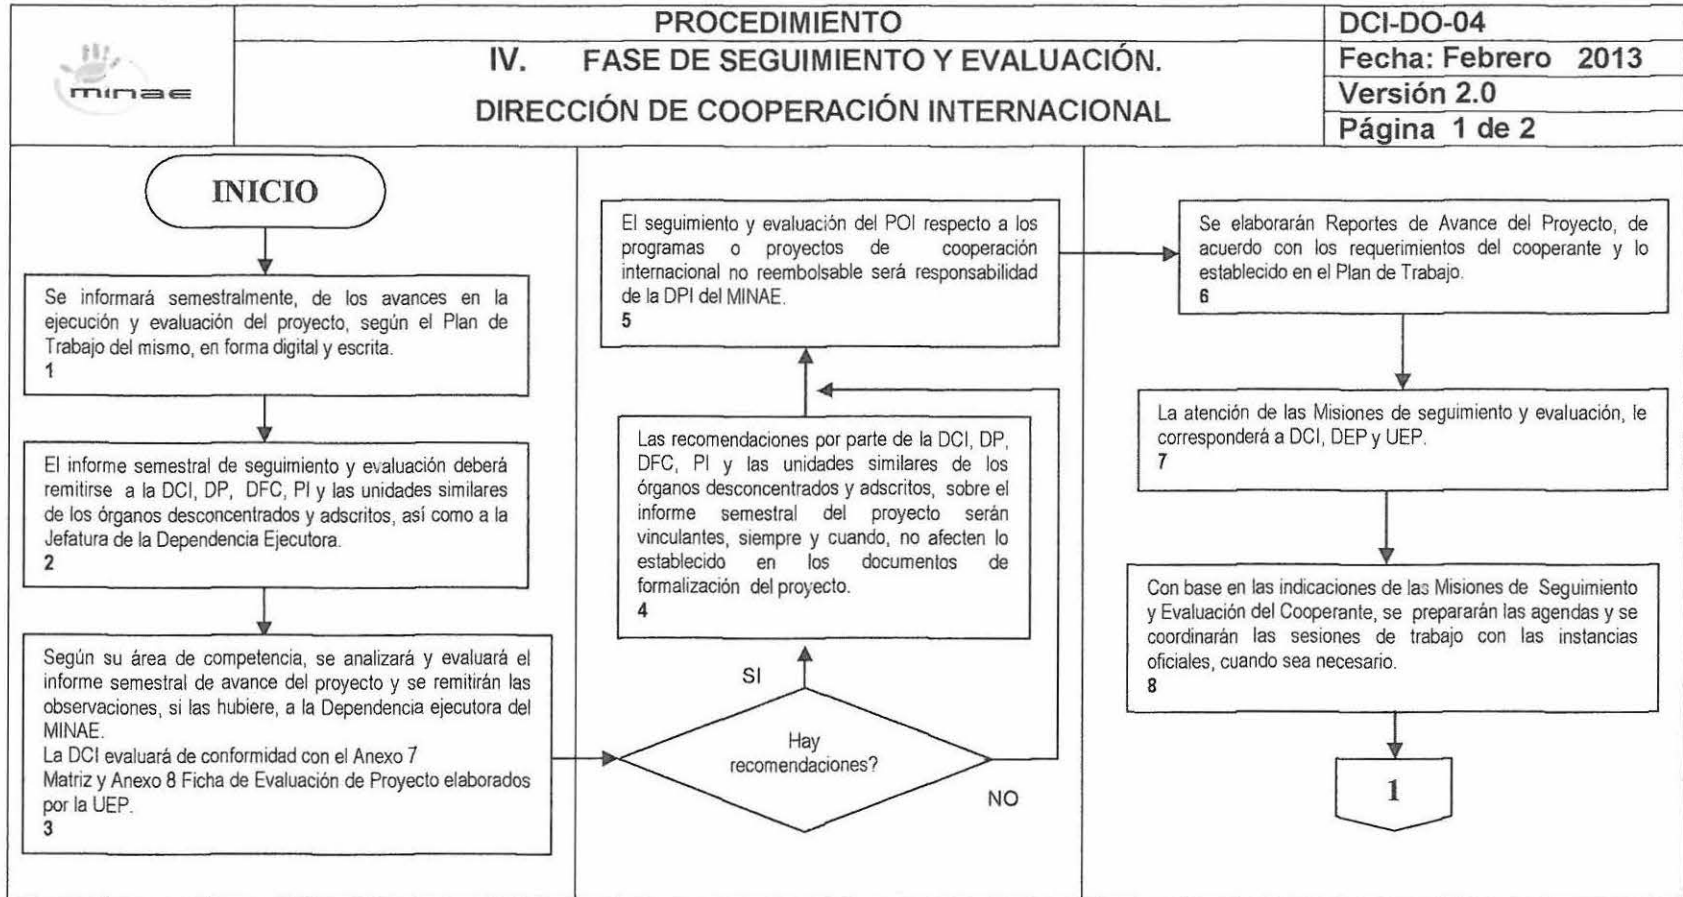 minae
PROCEDIMIENTO
IV. FASE DE SEGUIMIENTO Y EVALUACIÓN.
DIRECCIÓN DE COOPERACIÓN INTERNACIONAL
DCI-DO-04
Fecha: Febrero 2013
Versión 2.0
Página 1 de 2
INICIO
Se informará semestralmente, de los avances en la
ejecución y evaluación del proyecto, según el Plan de
Trabajo del mismo, en forma digital y escrita.
1
El informe semestral de seguimiento y evaluación deberá
remitirse a la DCI, DP, DFC, PI y las unidades similares
de los órganos desconcentrados y adscritos, así como a la
Jefatura de la Dependencia Ejecutora.
2
Según su área de competencia, se analizará y evaluará el
informe semestral de avance del proyecto y se remitirán las
observaciones, si las hubiere, a la Dependencia ejecutora del
MINAE.
La DCI evaluará de conformidad con el Anexo 7
Matriz y Anexo 8 Ficha de Evaluación de Proyecto elaborados
por la UEP.
3
El seguimiento y evaluación del POI respecto a los
programas o proyectos de cooperación
internacional no reembolsable será responsabilidad
de la DPI del MINAE.
5
Las recomendaciones por parte de la DCI, DP,
DFC, PI y las unidades similares de los
órganos desconcentrados y adscritos, sobre el
informe semestral del proyecto serán
vinculantes, siempre y cuando, no afecten lo
establecido en los documentos de
formalización del proyecto.
4
SI
Hay
recomendaciones?
NO
Se elaborarán Reportes de Avance del Proyecto, de
acuerdo con los requerimientos del cooperante y lo
establecido en el Plan de Trabajo.
6
La atención de las Misiones de seguimiento y evaluación, le
corresponderá a DCI, DEP y UEP.
7
Con base en las indicaciones de las Misiones de Seguimiento
y Evaluación del Cooperante, se prepararán las agendas y se
coordinarán las sesiones de trabajo con las instancias
oficiales, cuando sea necesario.
8
1